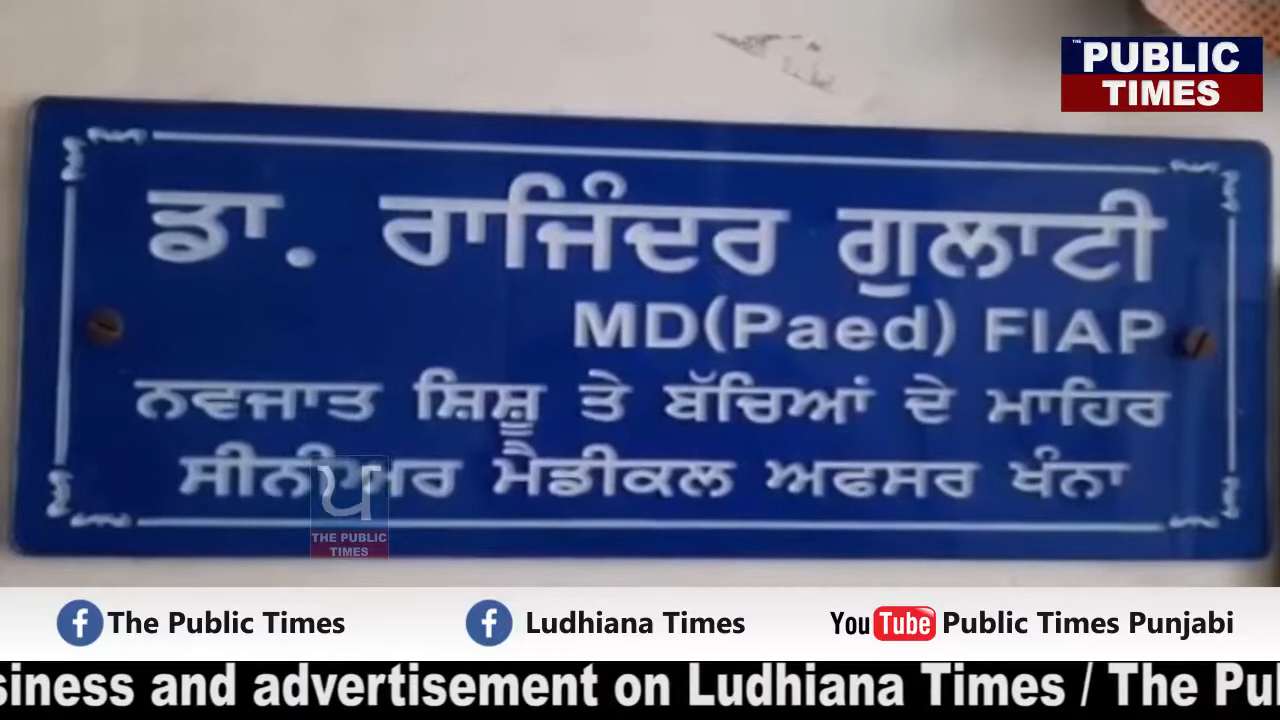 THE PUBLIC
TIMES
ਡਾ. ਰਾਜਿੰਦਰ ਗੁਲਾਟੀ
MD(Paed) FIAP
ਨਵਜਾਤ ਸ਼ਿਸ਼ੂ ਤੇ ਬੱਚਿਆਂ ਦੇ ਮਾਹਿਰ
ਸੀਨੀਅਰ ਮੈਡੀਕਲ ਅਫਸਰ ਖੰਨਾ
ਪ
THE PUBLIC
TIMES
The Public Times Ludhiana Times YouTube Public Times Punjabi
siness and advertisement on Ludhiana Times / The Pu